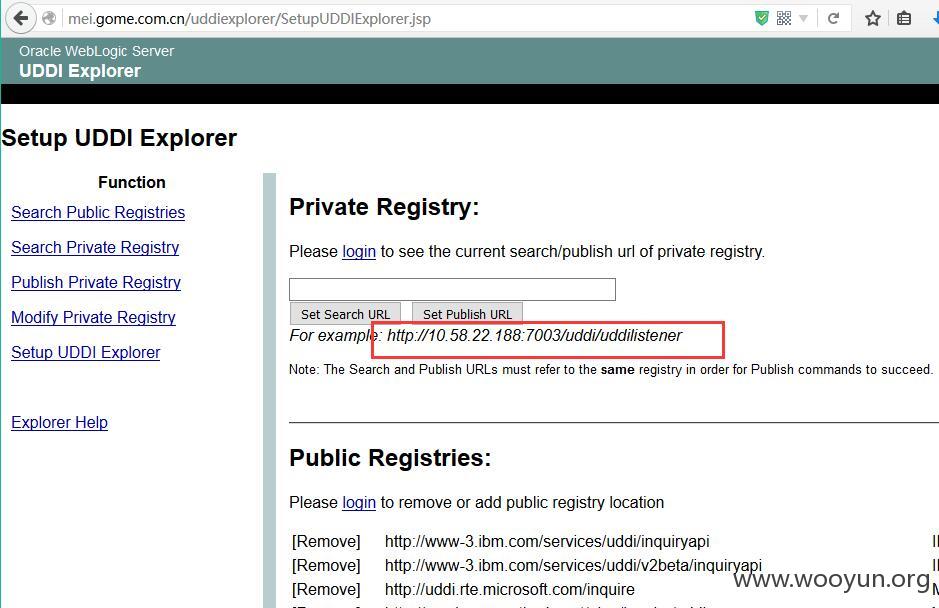 mei.gome.com.cn/uddiexplorer/SetupUDDIExplorer.jsp
Oracle WebLogic Server
UDDI Explorer
Setup UDDI Explorer
Function
Search Public Registries
Search Private Registry
Publish Private Registry
Modify Private Registry
Setup UDDI Explorer
Explorer Help
Private Registry:
Please login to see the current search/publish url of private registry.
Set Search URL Set Publish URL
For example: http://10.58.22.188:7003/uddi/uddilistener
Note: The Search and Publish URLs must refer to the same registry in order for Publish commands to succeed.
Public Registries:
Please login to remove or add public registry location
[Remove] http://www-3.ibm.com/services/uddi/inquiryapi
[Remove] http://www-3.ibm.com/services/uddi/v2beta/inquiryapi
[Remove] http://uddi.rte.microsoft.com/inquire
www.wooyun.org